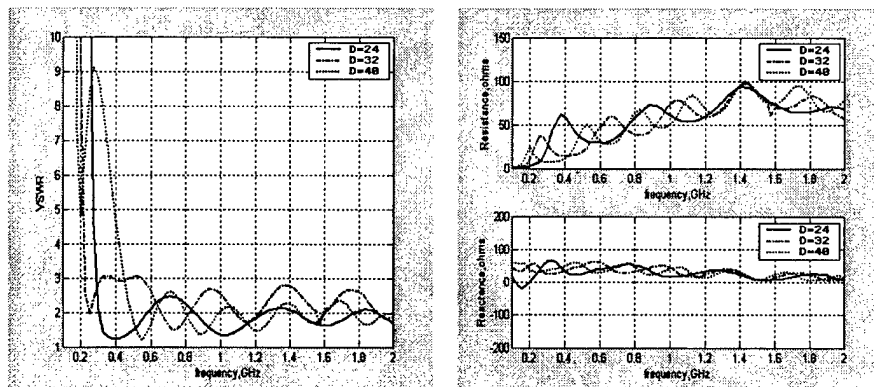 10
9
8
7
6
5
4
3
2
1
VSWR
D=24
D=32
D=40
0.2 0.4 0.6 0.8 1 1.2 1.4 1.6 1.8 2
frequency,GHz
150
100
50
0
Resistance,ohms
D=24
D=32
D=40
0.2 0.4 0.6 0.8 1 1.2 1.4 1.6 1.8 2
frequency,GHz
200
100
0
-100
-200
Reactance,ohms
D=24
D=32
D=40
0.2 0.4 0.6 0.8 1 1.2 1.4 1.6 1.8 2
frequency,GHz